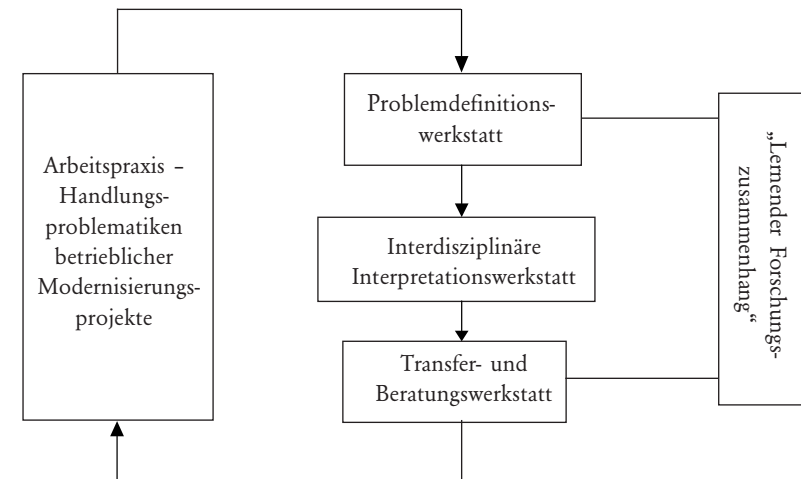 Arbeitspraxis –
Handlungs-
problematiken
betrieblicher
Modernisierungs-
projekte
Problemdefinitions-
werkstatt
Interdisziplinäre
Interpretationswerkstatt
Transfer- und
Beratungswerkstatt
„Lernender Forschungs-
zusammenhang“